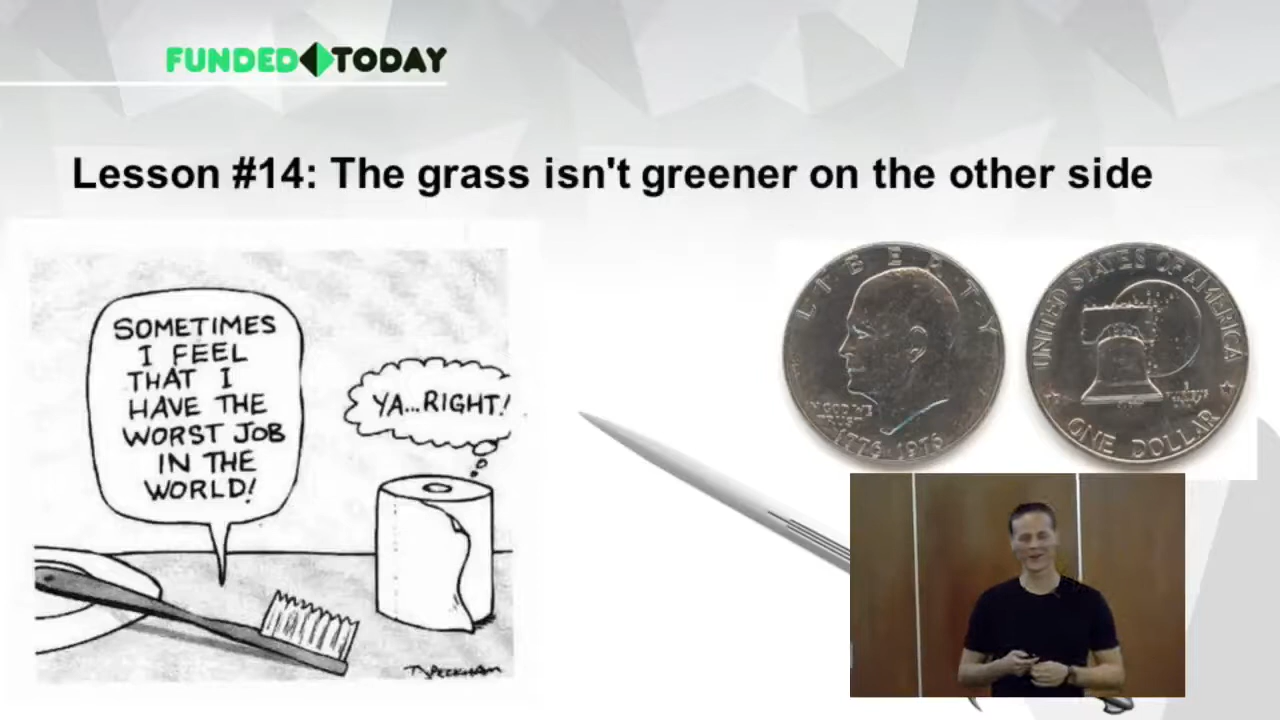 FUNDED TODAY
Lesson #14: The grass isn't greener on the other side
SOMETIMES
I FEEL
THAT I
HAVE THE
WORST JOB
IN THE
WORLD!
YA...RIGHT!
LIBERTY
IN GOD WE
TRUST
1776-1976
UNITED STATES OF AMERICA
ONE DOLLAR